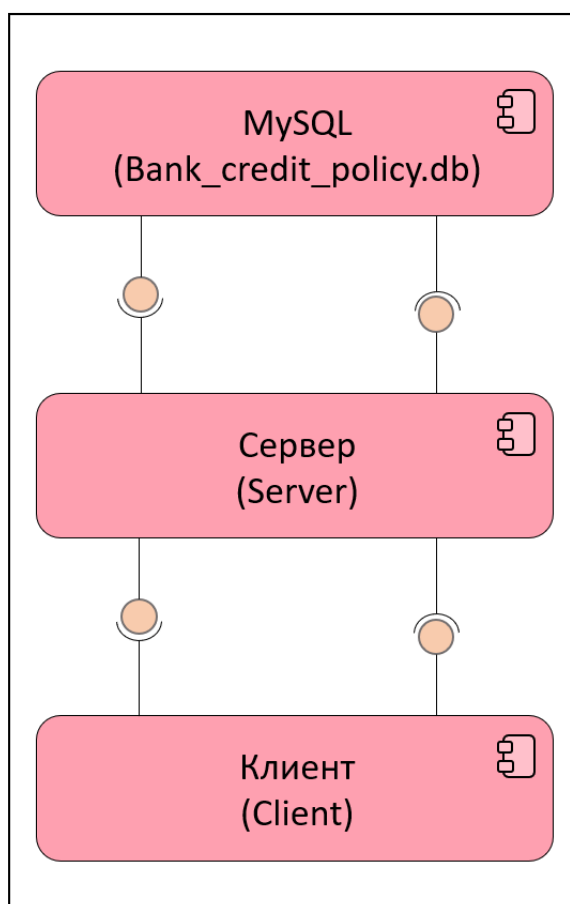 MySQL
(Bank_credit_policy.db)
Сервер
(Server)
Клиент
(Client)